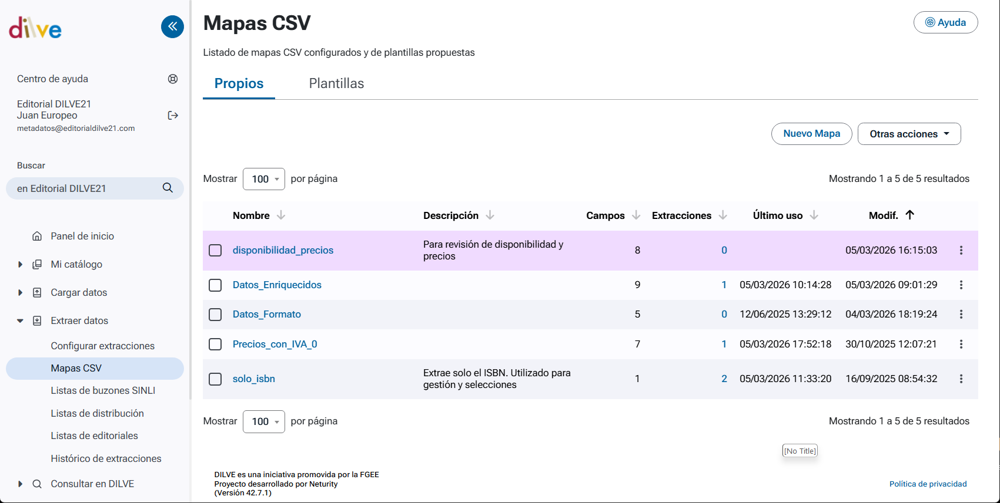 dilve
Centro de ayuda
Editorial DILVE21
Juan Europeo
metadatos@editorialdilve21.com
Buscar
en Editorial DILVE21
Panel de inicio
Mi catálogo
Cargar datos
Extraer datos
Configurar extracciones
Mapas CSV
Listas de buzones SINLI
Listas de distribución
Listas de editoriales
Histórico de extracciones
Consultar en DILVE
Mapas CSV
Ayuda
Listado de mapas CSV configurados y de plantillas propuestas
Propios Plantillas
Nuevo Mapa Otras acciones
Mostrar 100 por página Mostrando 1 a 5 de 5 resultados
Nombre Descripción Campos Extracciones Último uso Modif.
disponibilidad_precios Para revisión de disponibilidad y precios 8 0 05/03/2026 16:15:03
Datos_Enriquecidos 9 1 05/03/2026 10:14:28 05/03/2026 09:01:29
Datos_Formato 5 0 12/06/2025 13:29:12 04/03/2026 18:19:24
Precios_con_IVA_0 7 1 05/03/2026 17:52:18 30/10/2025 12:07:21
solo_isbn Extrae solo el ISBN. Utilizado para gestión y selecciones 1 2 05/03/2026 11:33:20 16/09/2025 08:54:32
Mostrar 100 por página Mostrando 1 a 5 de 5 resultados
[No Title]
DILVE es una iniciativa promovida por la FGEE
Proyecto desarrollado por Neturity
(Versión 42.7.1)
Política de privacidad